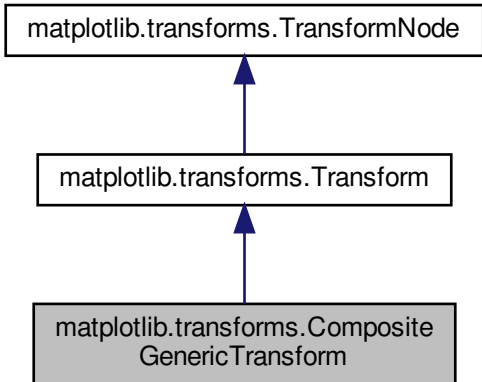 matplotlib.transforms.TransformNode
matplotlib.transforms.Transform
matplotlib.transforms.Composite
GenericTransform